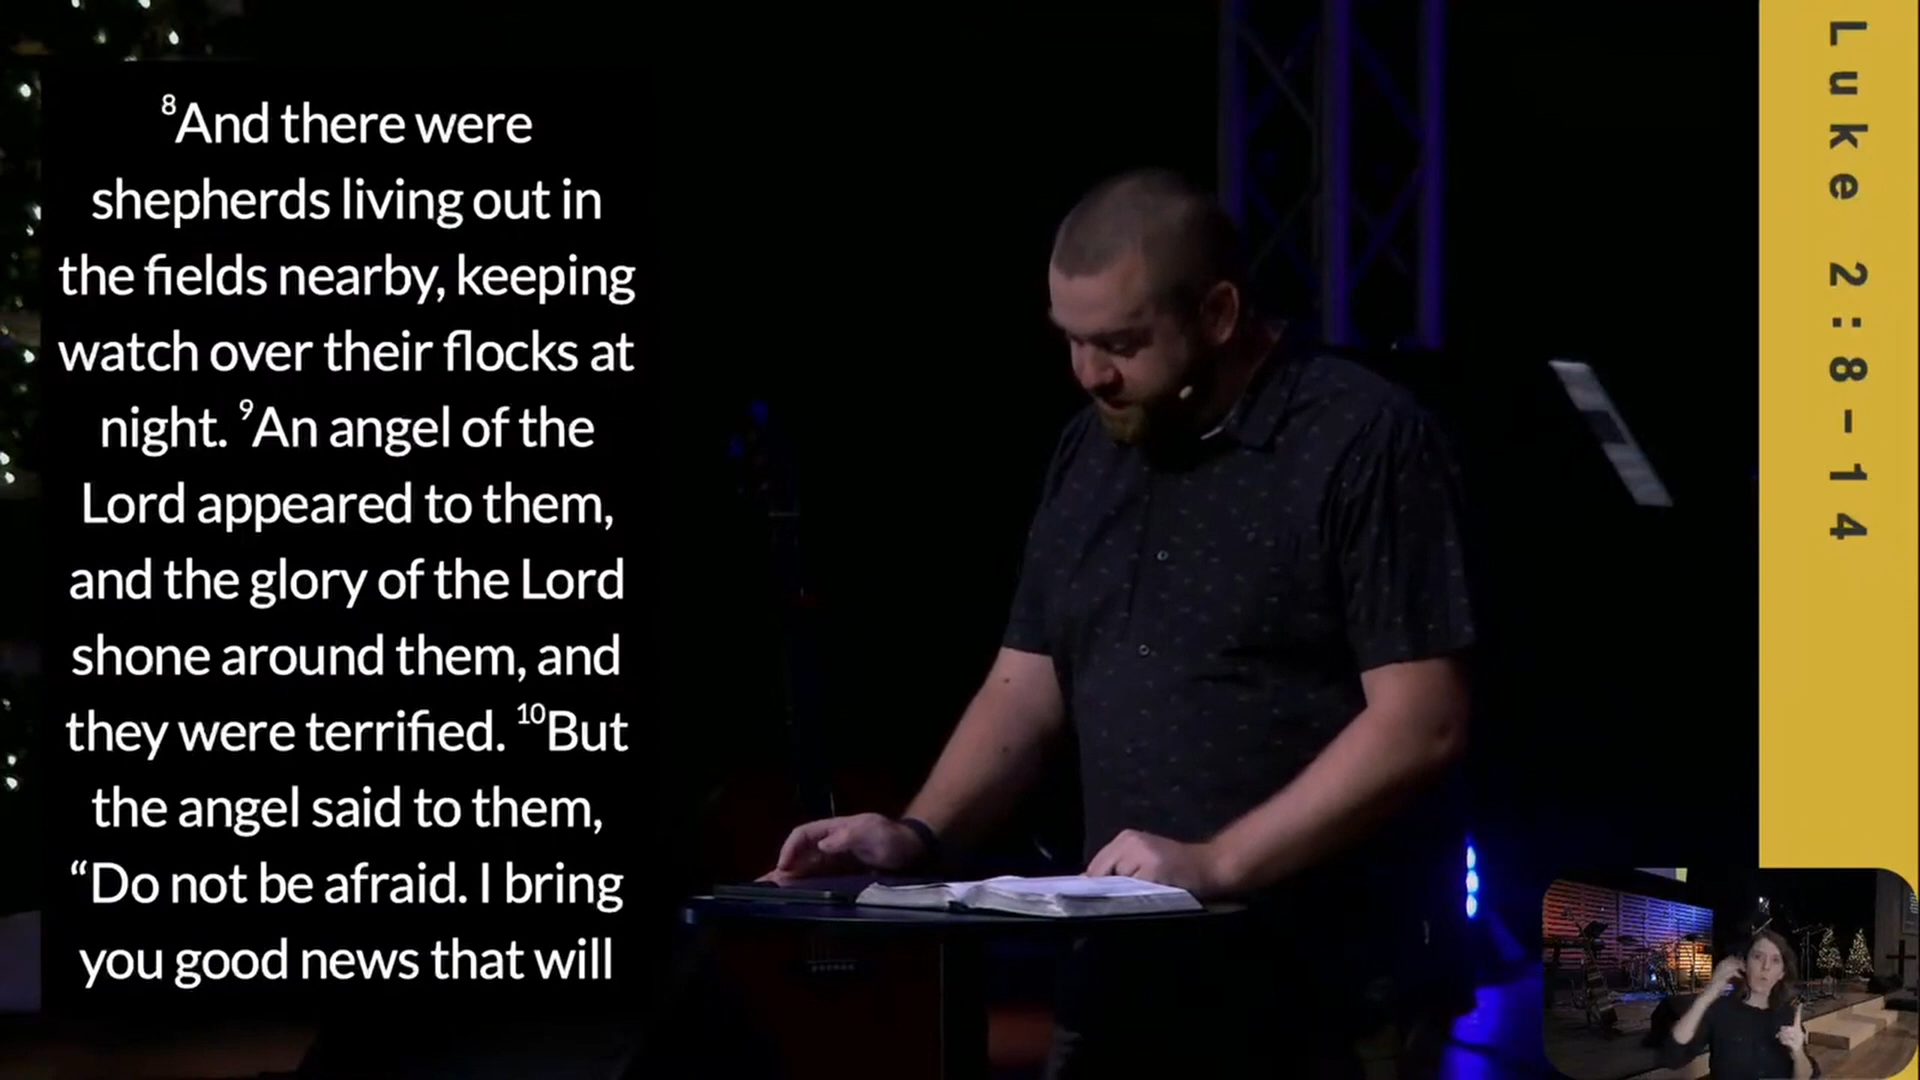 ⁸And there were
shepherds living out in
the fields nearby, keeping
watch over their flocks at
night. ⁹An angel of the
Lord appeared to them,
and the glory of the Lord
shone around them, and
they were terrified. ¹⁰But
the angel said to them,
“Do not be afraid. I bring
you good news that will
Luke 2:8-14